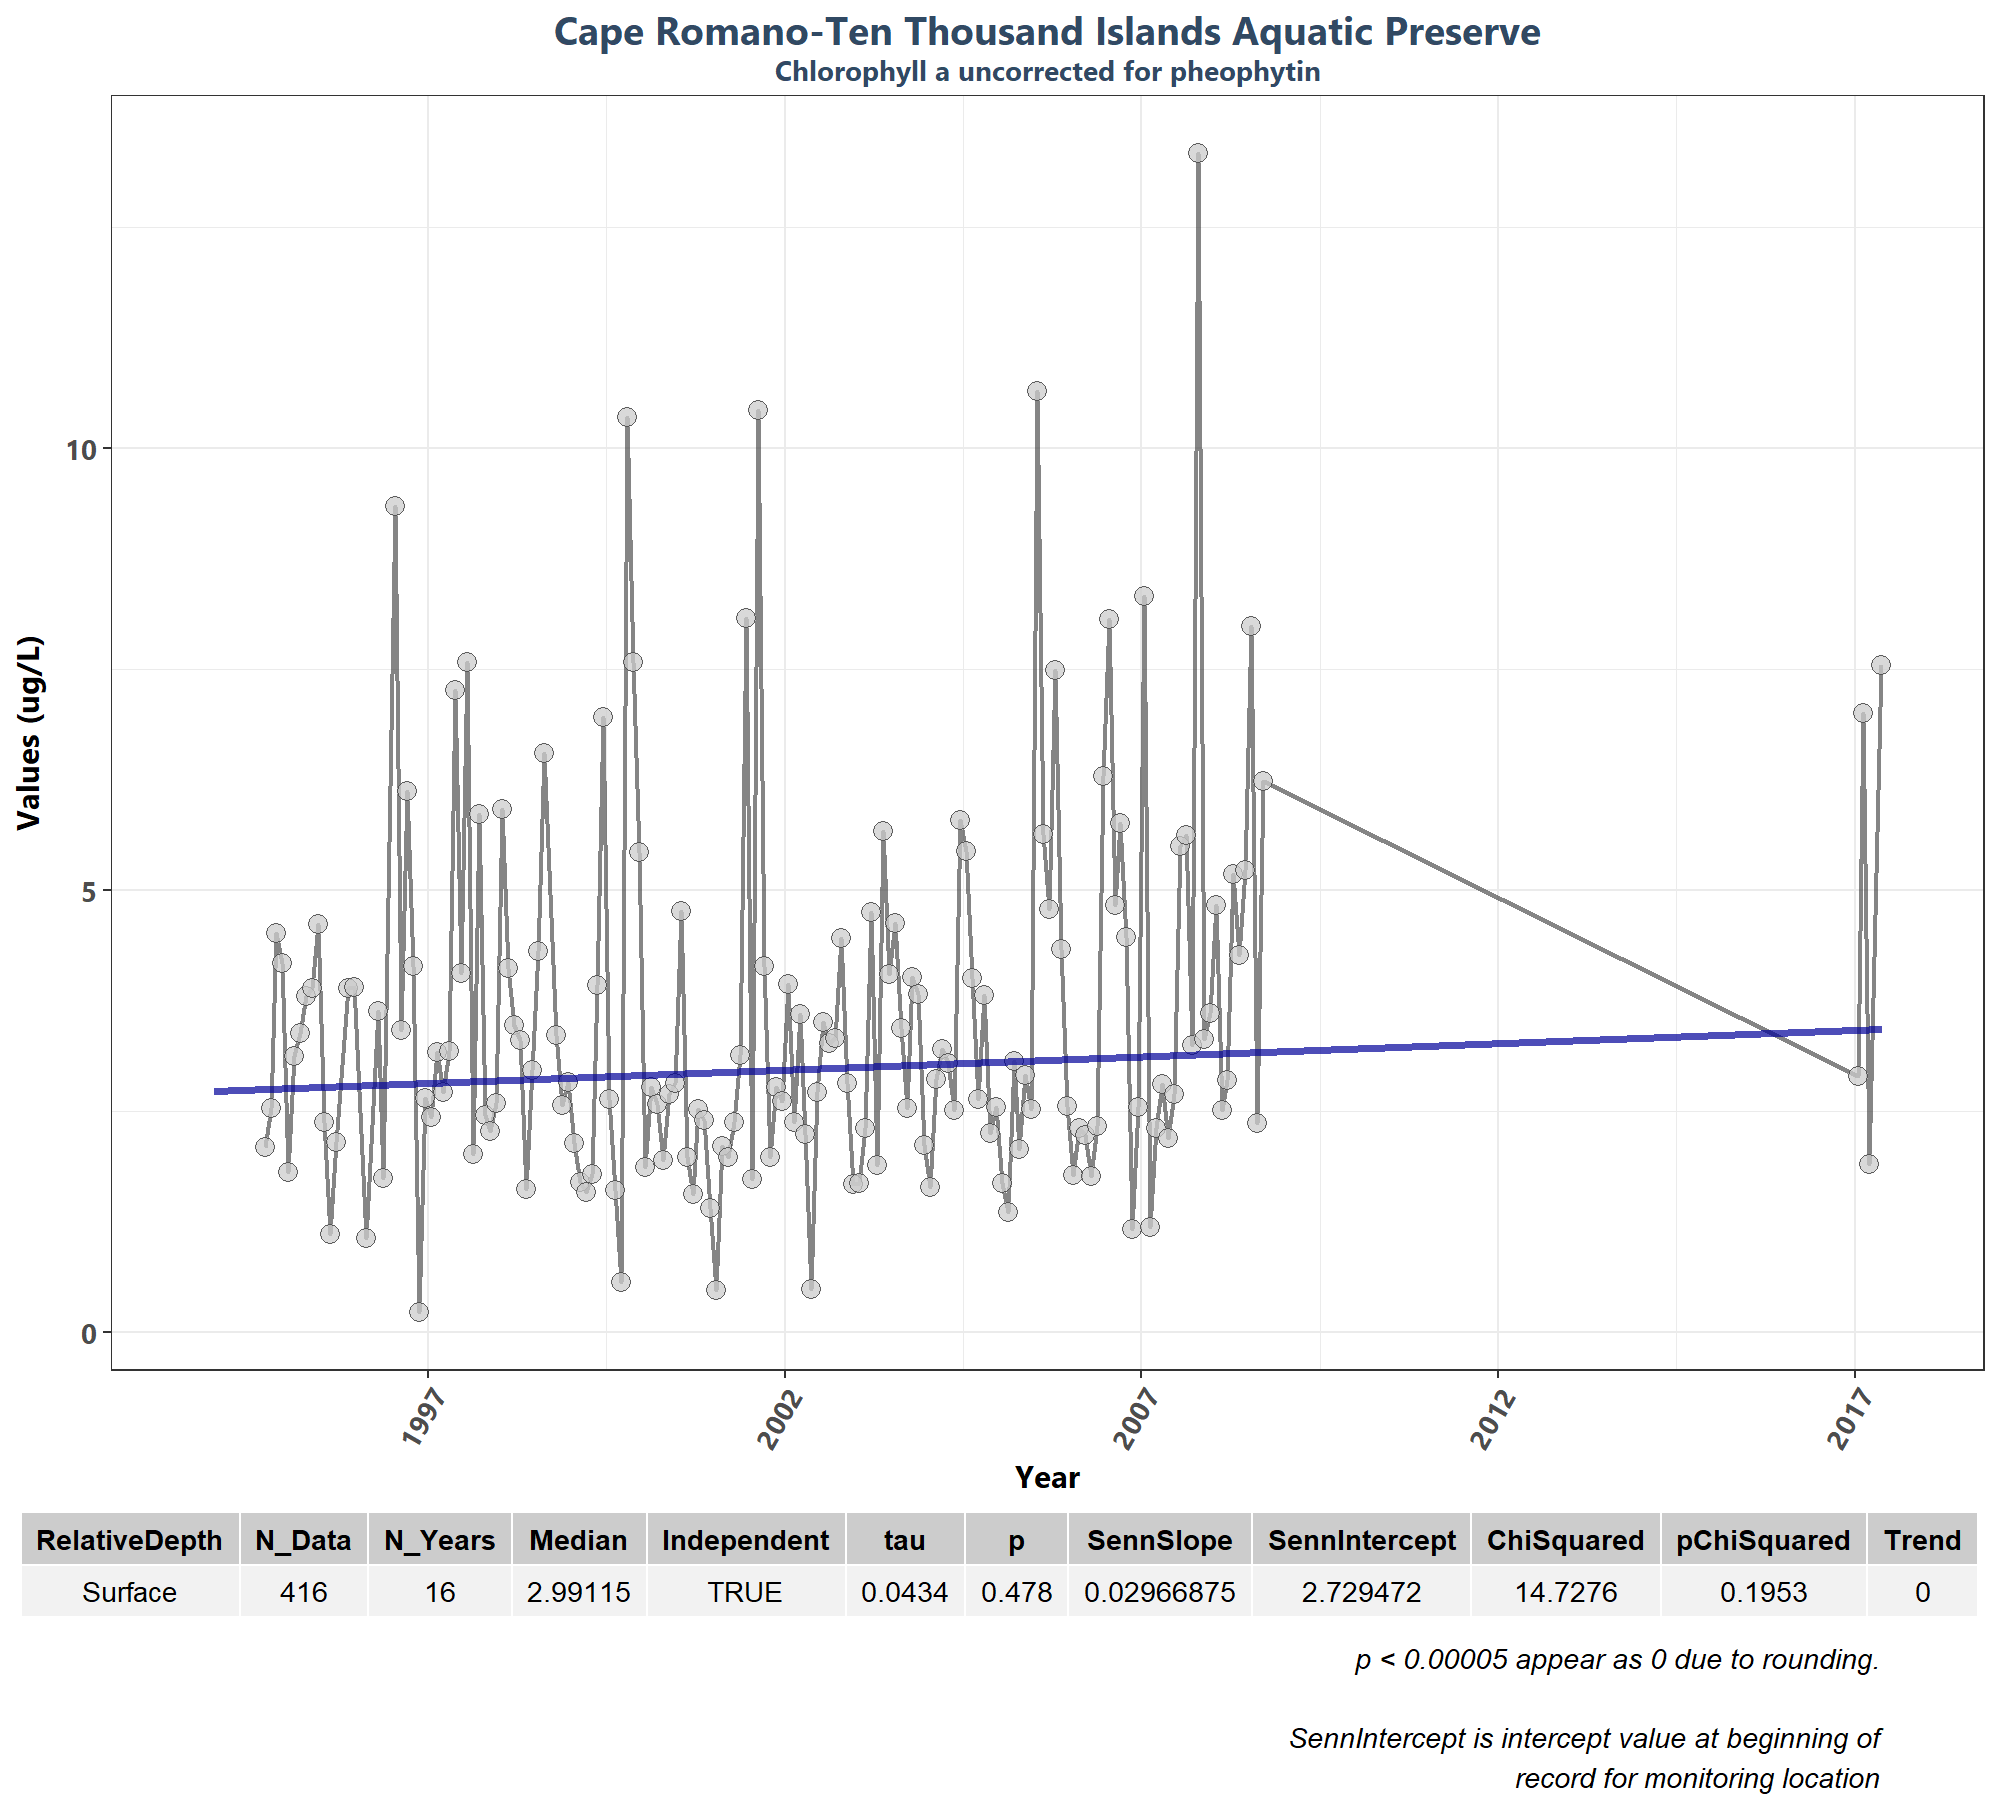 Cape Romano-Ten Thousand Islands Aquatic Preserve
Chlorophyll a uncorrected for pheophytin
Values (ug/L)
10
5
0
1997
2002
2007
2012
2017
Year
RelativeDepth N_Data N_Years Median Independent tau p SennSlope SennIntercept ChiSquared pChiSquared Trend
Surface 416 16 2.99115 TRUE 0.0434 0.478 0.02966875 2.729472 14.7276 0.1953 0
p < 0.00005 appear as 0 due to rounding.
SennIntercept is intercept value at beginning of
record for monitoring location